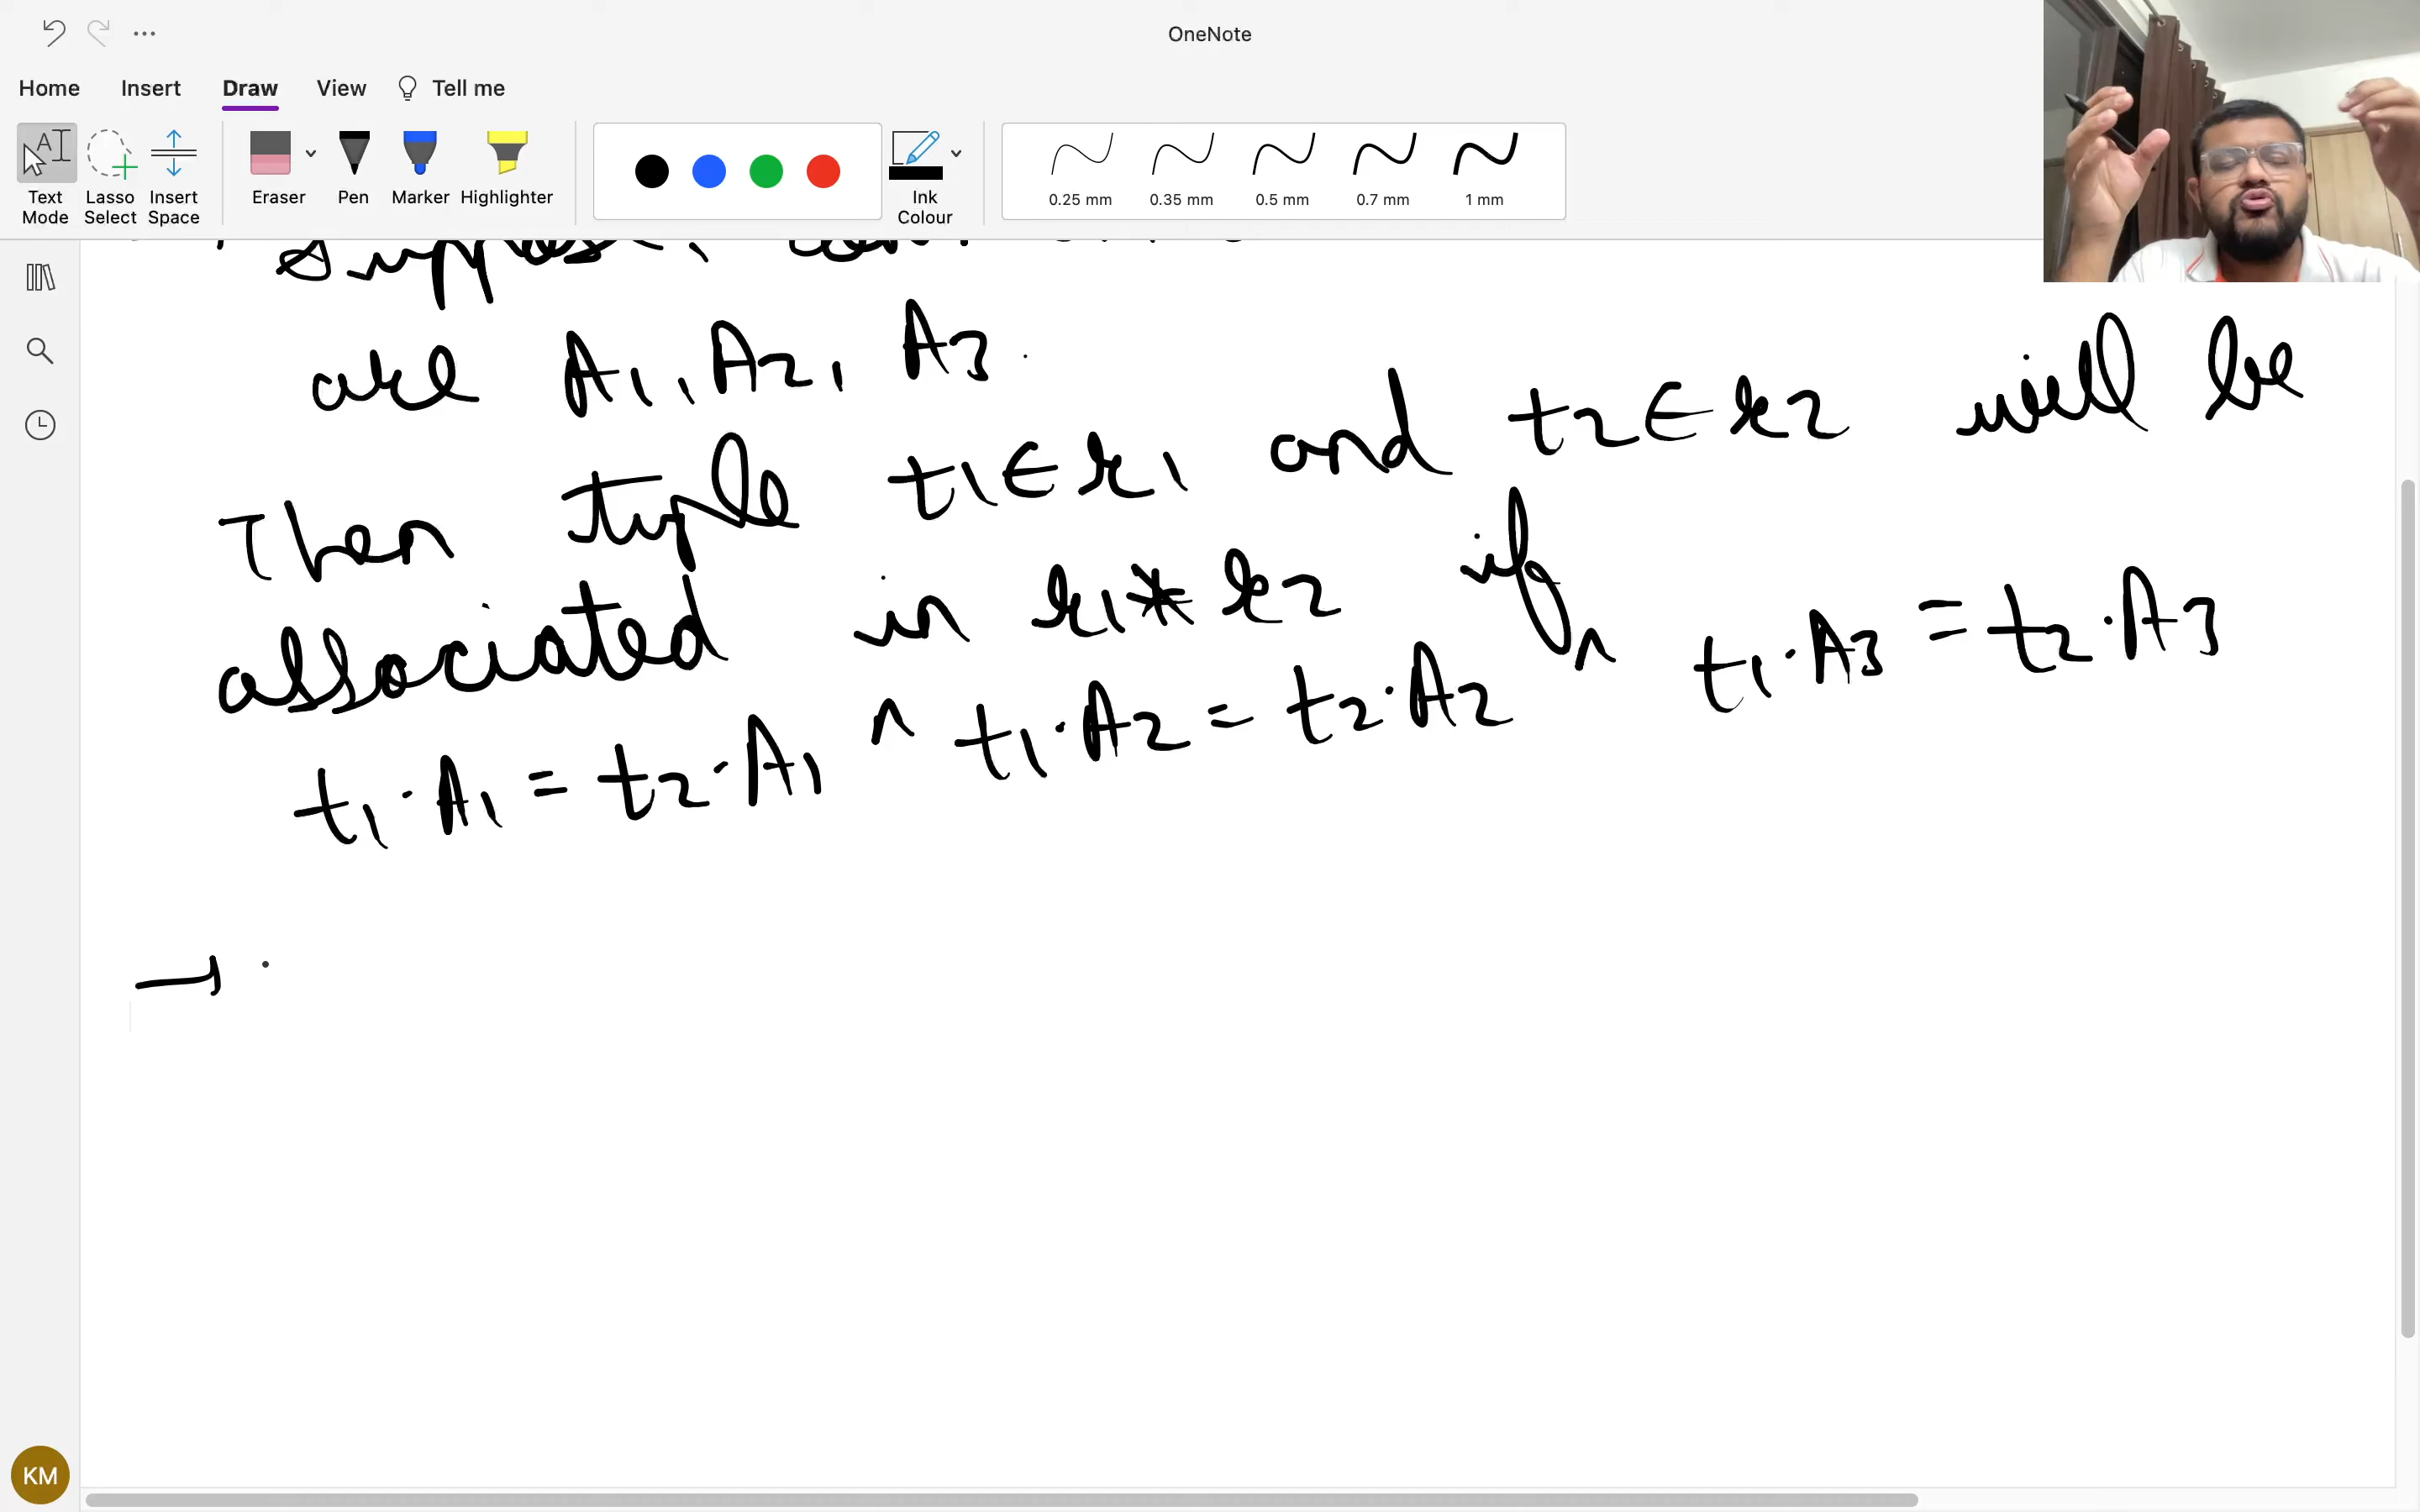 OneNote
Home Insert Draw View Tell me
Text Mode Lasso Select Insert Space Eraser Pen Marker Highlighter Ink Colour 0.25 mm 0.35 mm 0.5 mm 0.7 mm 1 mm
Suppose,
are A1, A2, A3.
Then tuple t1∈r1 and t2∈r2 will be
associated in r1*r2 if
t1·A1 = t2·A1 ∧ t1·A2 = t2·A2 ∧ t1·A3 = t2·A3
→ ·
KM